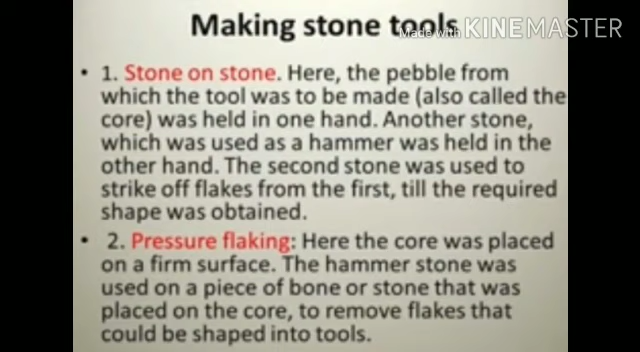 Making stone tools
Made with KINEMASTER
• 1. Stone on stone. Here, the pebble from
which the tool was to be made (also called the
core) was held in one hand. Another stone,
which was used as a hammer was held in the
other hand. The second stone was used to
strike off flakes from the first, till the required
shape was obtained.
• 2. Pressure flaking: Here the core was placed
on a firm surface. The hammer stone was
used on a piece of bone or stone that was
placed on the core, to remove flakes that
could be shaped into tools.